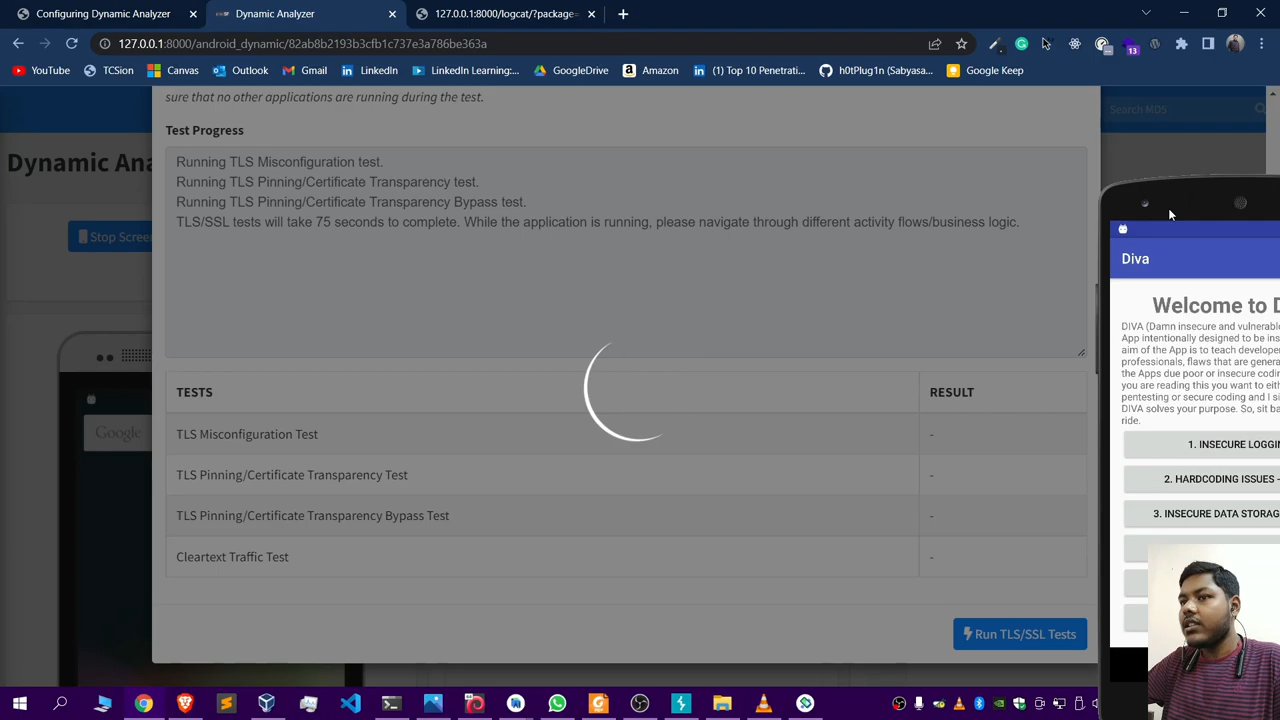 Configuring Dynamic Analyzer
Dynamic Analyzer
127.0.0.1:8000/logcat/?package=
127.0.0.1:8000/android_dynamic/82ab8b2193b3cfb1c737e3a786be363a
13
YouTube
TCSion
Canvas
Outlook
Gmail
LinkedIn
LinkedIn Learning:...
GoogleDrive
Amazon
(1) Top 10 Penetrati...
h0tPlug1n (Sabyasa...
Google Keep
sure that no other applications are running during the test.
Search MD5
Test Progress
Dynamic Ana
Running TLS Misconfiguration test.
Running TLS Pinning/Certificate Transparency test.
Running TLS Pinning/Certificate Transparency Bypass test.
TLS/SSL tests will take 75 seconds to complete. While the application is running, please navigate through different activity flows/business logic.
Stop Scree
Diva
Welcome to D
DIVA (Damn insecure and vulnerable
App intentionally designed to be ins
aim of the App is to teach develope
professionals, flaws that are genera
the Apps due poor or insecure codin
you are reading this you want to eith
pentesting or secure coding and I si
DIVA solves your purpose. So, sit ba
ride.
TESTS
RESULT
TLS Misconfiguration Test
-
TLS Pinning/Certificate Transparency Test
-
TLS Pinning/Certificate Transparency Bypass Test
-
Cleartext Traffic Test
-
Google
1. INSECURE LOGGIN
2. HARDCODING ISSUES -
3. INSECURE DATA STORAG
Run TLS/SSL Tests